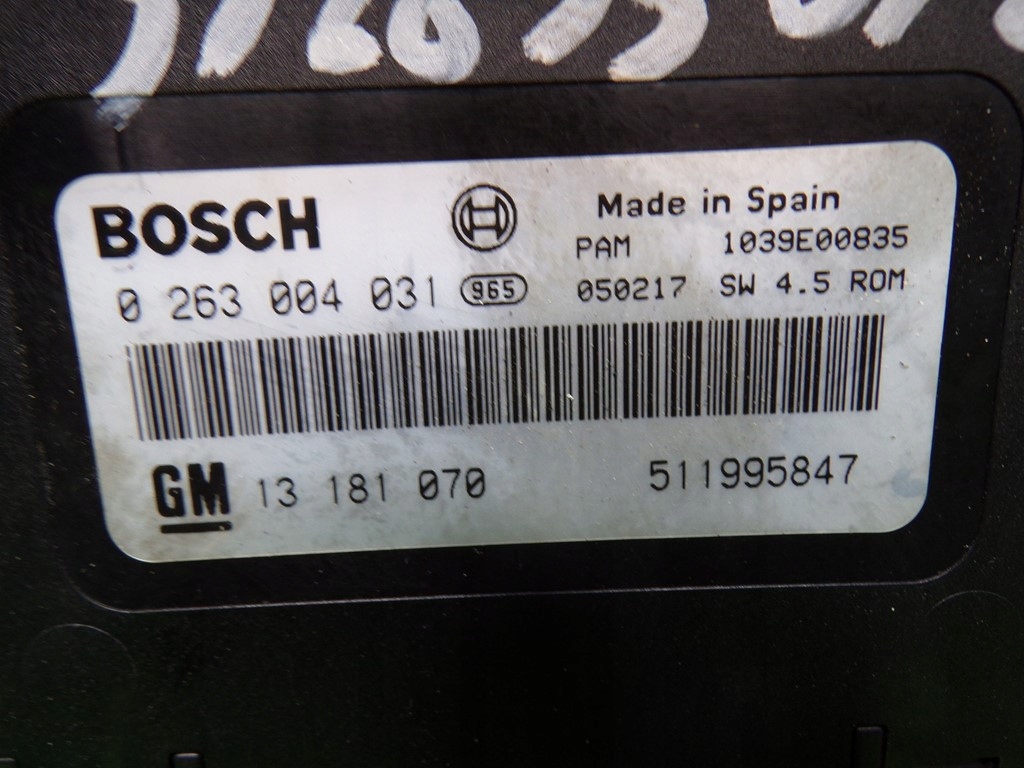 BOSCH
Made in Spain
PAM 1039E00835
0 263 004 031 965 050217 SW 4.5 ROM
GM 13 181 070 511995847